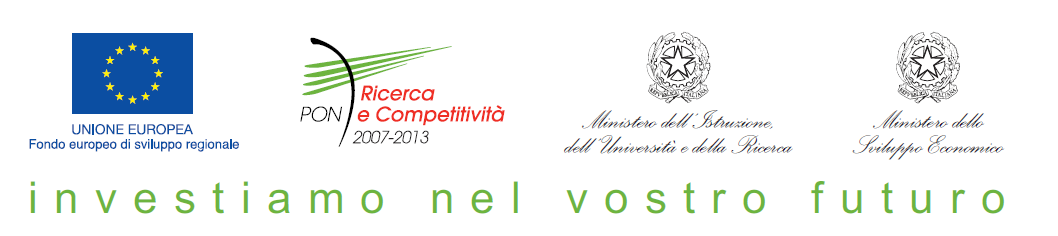 UNIONE EUROPEA
Fondo europeo di sviluppo regionale
PON
Ricerca
e Competitività
2007-2013
Ministero dell'Istruzione,
dell'Università e della Ricerca
Ministero dello
Sviluppo Economico
investiamo nel vostro futuro